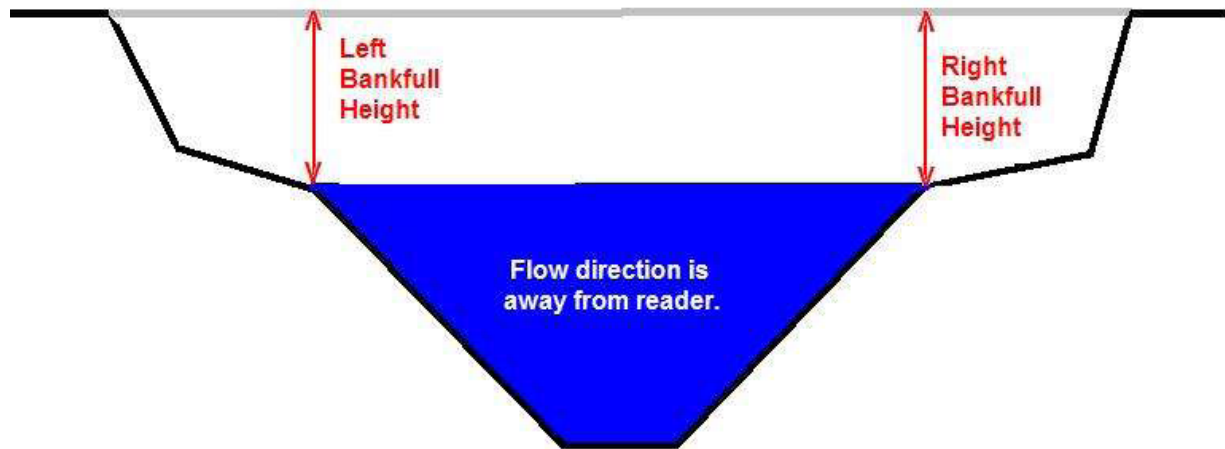 Left
Bankfull
Height
Right
Bankfull
Height
Flow direction is
away from reader.